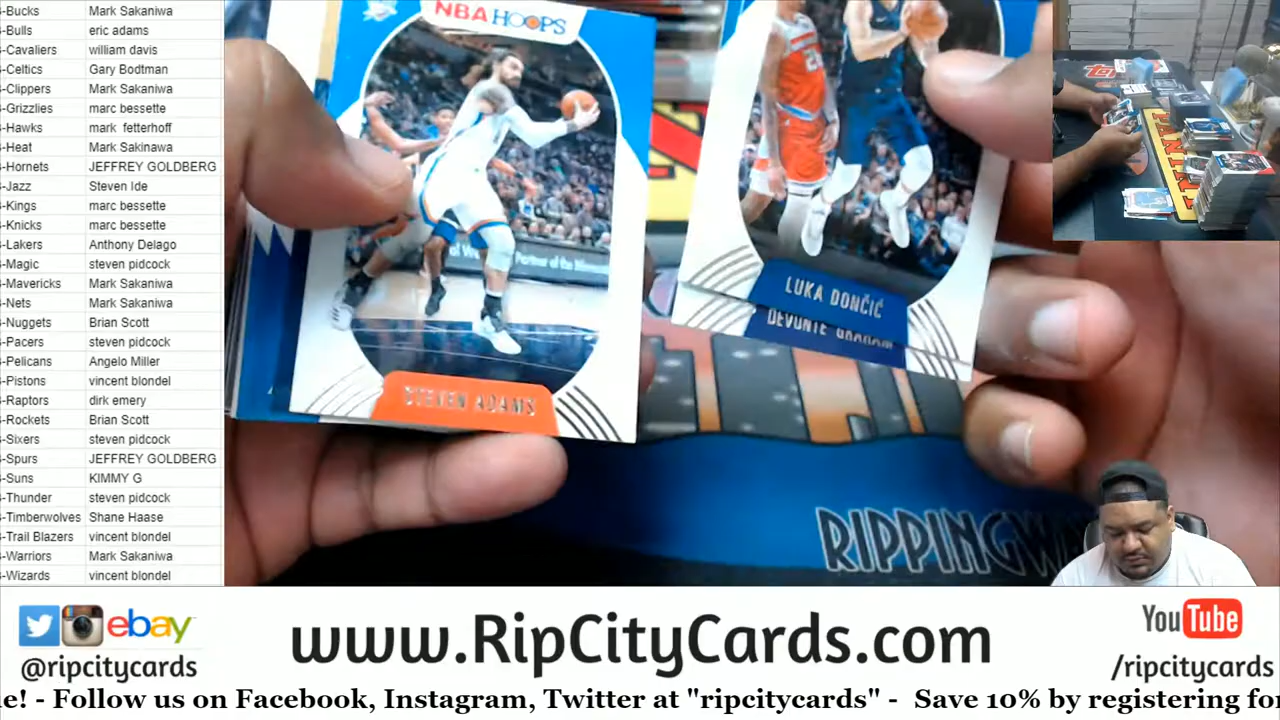 -Bucks Mark Sakaniwa
-Bulls eric adams
-Cavaliers william davis
-Celtics Gary Bodtman
-Clippers Mark Sakaniwa
-Grizzlies marc bessette
-Hawks mark fetterhoff
-Heat Mark Sakinawa
-Hornets JEFFREY GOLDBERG
-Jazz Steven Ide
-Kings marc bessette
-Knicks marc bessette
-Lakers Anthony Delago
-Magic steven pidcock
-Mavericks Mark Sakaniwa
-Nets Mark Sakaniwa
-Nuggets Brian Scott
-Pacers steven pidcock
-Pelicans Angelo Miller
-Pistons vincent blondel
-Raptors dirk emery
-Rockets Brian Scott
-Sixers steven pidcock
-Spurs JEFFREY GOLDBERG
-Suns KIMMY G
-Thunder steven pidcock
-Timberwolves Shane Haase
-Trail Blazers vincent blondel
-Warriors Mark Sakaniwa
-Wizards vincent blondel
NBA HOOPS
STEVEN ADAMS
LUKA DONČIĆ
DEVONTE GRAHAM
RIPPINGW
PANINI
ebay
@ripcitycards
www.RipCityCards.com
YouTube
/ripcitycards
e! - Follow us on Facebook, Instagram, Twitter at "ripcitycards" - Save 10% by registering for